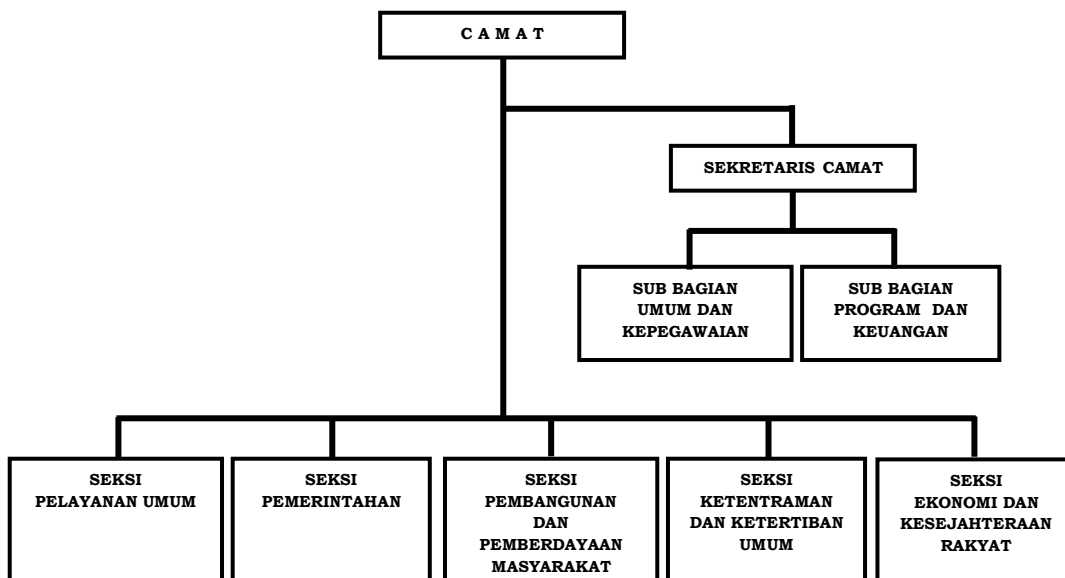 C A M A T
SEKRETARIS CAMAT
SUB BAGIAN
UMUM DAN
KEPEGAWAIAN
SUB BAGIAN
PROGRAM DAN
KEUANGAN
SEKSI
PELAYANAN UMUM
SEKSI
PEMERINTAHAN
SEKSI
PEMBANGUNAN
DAN
PEMBERDAYAAN
MASYARAKAT
SEKSI
KETENTRAMAN
DAN KETERTIBAN
UMUM
SEKSI
EKONOMI DAN
KESEJAHTERAAN
RAKYAT